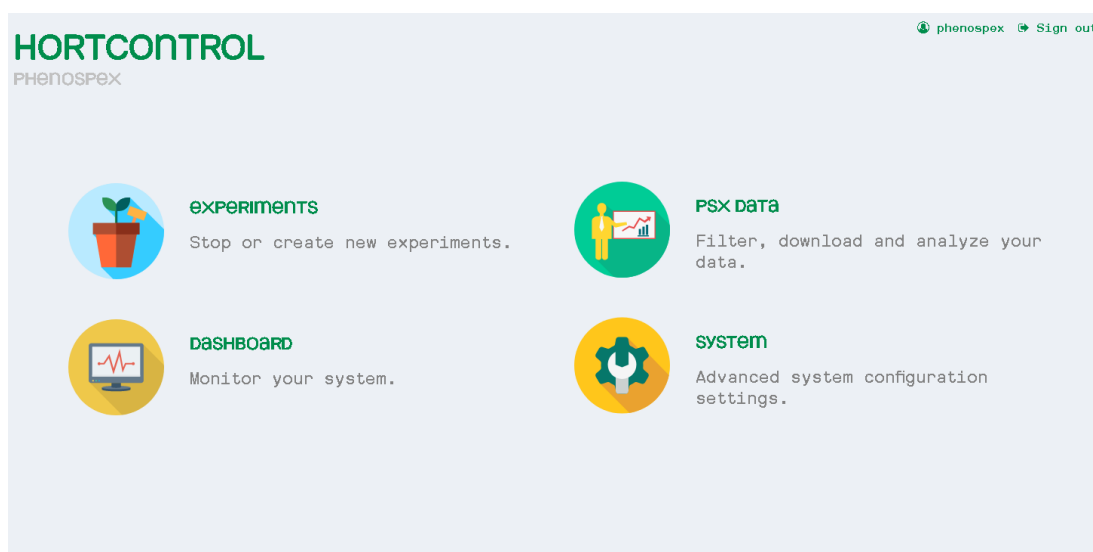 phenospex Sign out
HORTCONTROL
PHENOSPEX
EXPERIMENTS
Stop or create new experiments.
PSX DATA
Filter, download and analyze your
data.
DASHBOARD
Monitor your system.
SYSTEM
Advanced system configuration
settings.